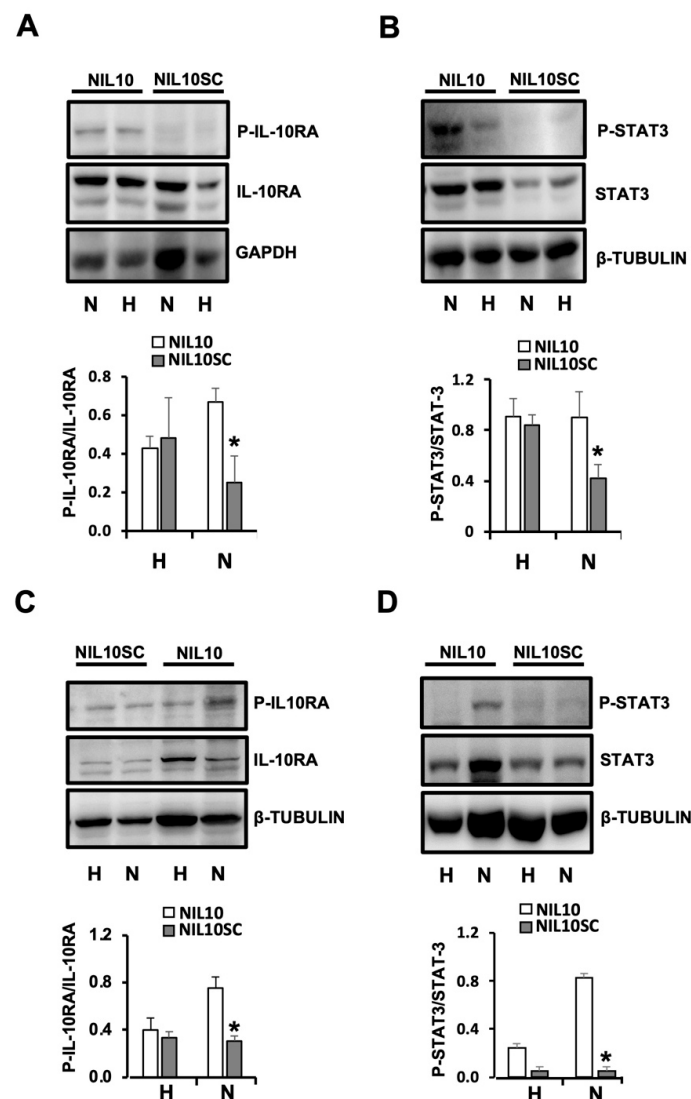 A
NIL10 NIL10SC
P-IL-10RA
IL-10RA
GAPDH
N H N H
NIL10
NIL10SC
P-IL-10RA/IL-10RA
0.8
0.6
0.4
0.2
0.0
H N
*
B
NIL10 NIL10SC
P-STAT3
STAT3
β-TUBULIN
N H N H
NIL10
NIL10SC
P-STAT3/STAT-3
1.2
0.8
0.4
0
H N
*
C
NIL10SC NIL10
P-IL10RA
IL-10RA
β-TUBULIN
H N H N
NIL10
NIL10SC
P-IL-10RA/IL-10RA
1.2
0.8
0.4
0.0
H N
*
D
NIL10 NIL10SC
P-STAT3
STAT3
β-TUBULIN
H N H N
NIL10
NIL10SC
P-STAT3/STAT-3
1.2
0.8
0.4
0.0
H N
*